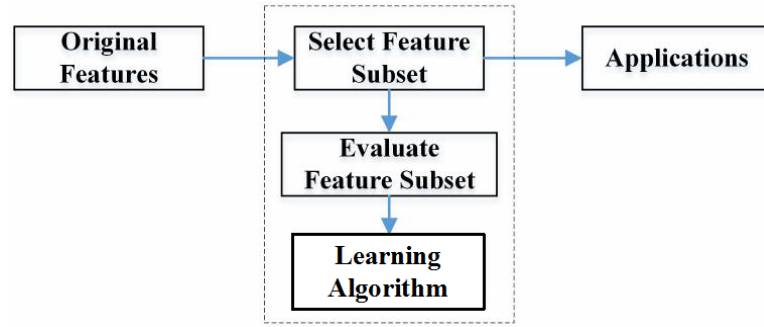 Original
Features
Select Feature
Subset
Applications
Evaluate
Feature Subset
Learning
Algorithm